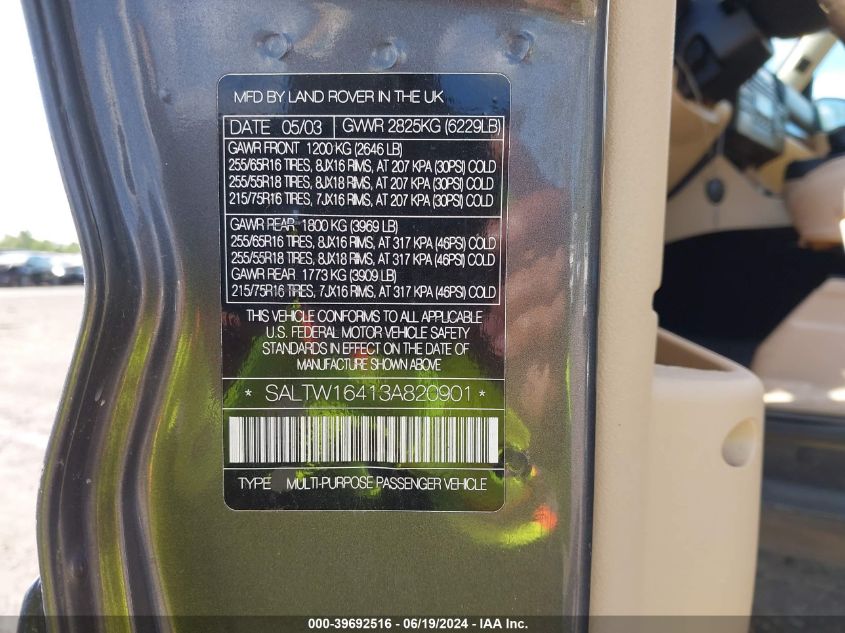 MFD BY LAND ROVER IN THE UK
DATE 05/03 GVWR 2825KG (6229LB)
GAWR FRONT 1200 KG (2646 LB)
255/65R16 TIRES, 8JX16 RIMS, AT 207 KPA (30PSI) COLD
255/55R18 TIRES, 8JX18 RIMS, AT 207 KPA (30PSI) COLD
215/75R16 TIRES, 7JX16 RIMS, AT 207 KPA (30PSI) COLD
GAWR REAR 1800 KG (3969 LB)
255/65R16 TIRES, 8JX16 RIMS, AT 317 KPA (46PSI) COLD
255/55R18 TIRES, 8JX18 RIMS, AT 317 KPA (46PSI) COLD
GAWR REAR 1773 KG (3909 LB)
215/75R16 TIRES, 7JX16 RIMS, AT 317 KPA (46PSI) COLD
THIS VEHICLE CONFORMS TO ALL APPLICABLE
U.S. FEDERAL MOTOR VEHICLE SAFETY
STANDARDS IN EFFECT ON THE DATE OF
MANUFACTURE SHOWN ABOVE
* SALTW16413A820901 *
TYPE MULTI-PURPOSE PASSENGER VEHICLE
000-39692516 - 06/19/2024 - IAA Inc.